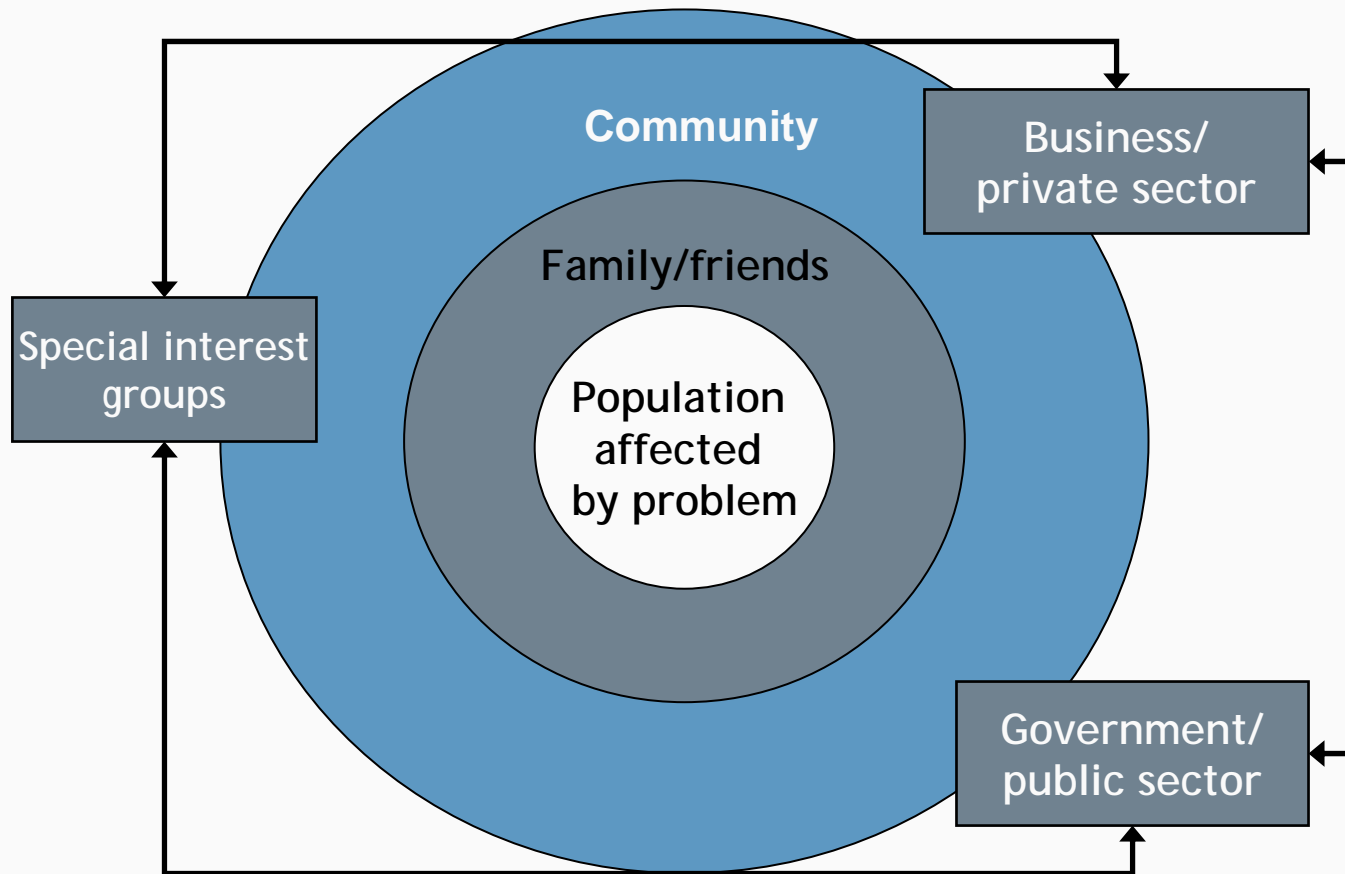 Community
Business/
private sector
Family/friends
Special interest
groups
Population
affected
by problem
Government/
public sector